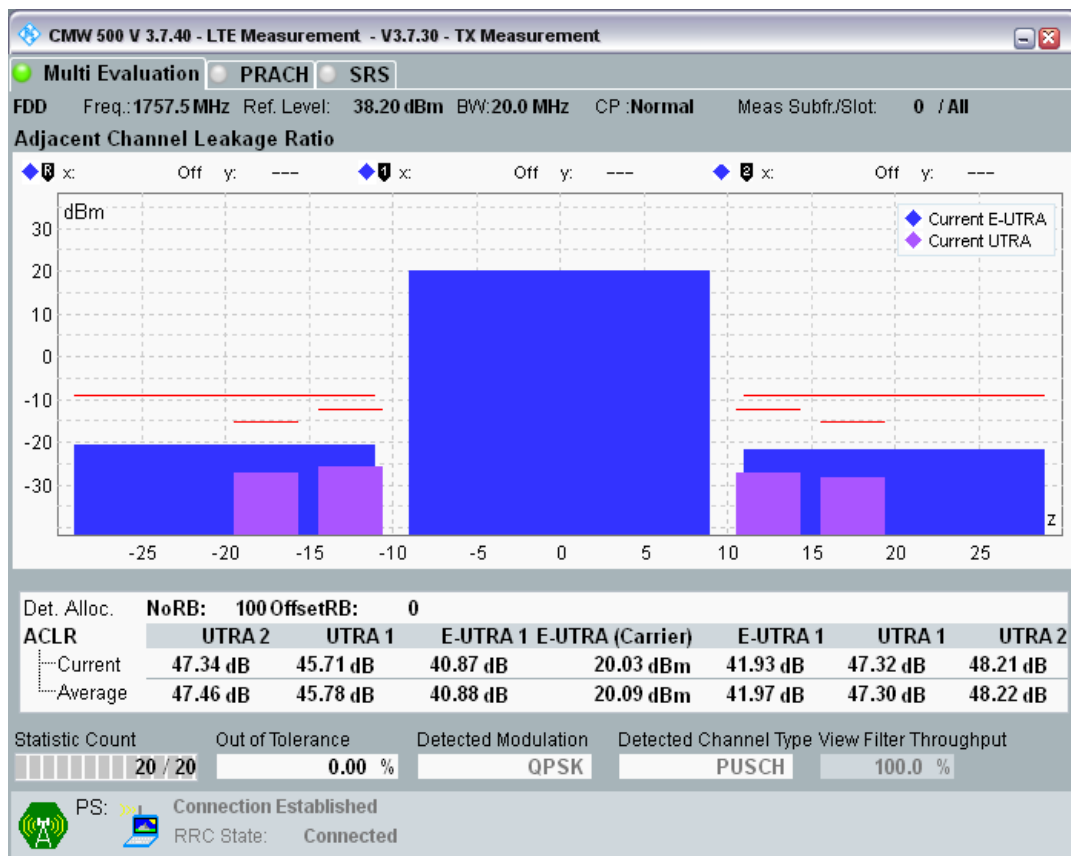 CMW 500 V 3.7.40 - LTE Measurement - V3.7.30 - TX Measurement
Multi Evaluation PRACH SRS
FDD Freq.:1757.5 MHz Ref. Level: 38.20 dBm BW:20.0 MHz CP :Normal Meas Subfr./Slot: 0 / All
Adjacent Channel Leakage Ratio
R x: Off y: --- 1 x: Off y: --- 2 x: Off y: ---
dBm
Current E-UTRA
Current UTRA
30
20
10
0
-10
-20
-30
z
-25 -20 -15 -10 -5 0 5 10 15 20 25
Det. Alloc. NoRB: 100 OffsetRB: 0
ACLR UTRA 2 UTRA 1 E-UTRA 1 E-UTRA (Carrier) E-UTRA 1 UTRA 1 UTRA 2
Current 47.34 dB 45.71 dB 40.87 dB 20.03 dBm 41.93 dB 47.32 dB 48.21 dB
Average 47.46 dB 45.78 dB 40.88 dB 20.09 dBm 41.97 dB 47.30 dB 48.22 dB
Statistic Count Out of Tolerance Detected Modulation Detected Channel Type View Filter Throughput
20 / 20 0.00 % QPSK PUSCH 100.0 %
PS: Connection Established
RRC State: Connected